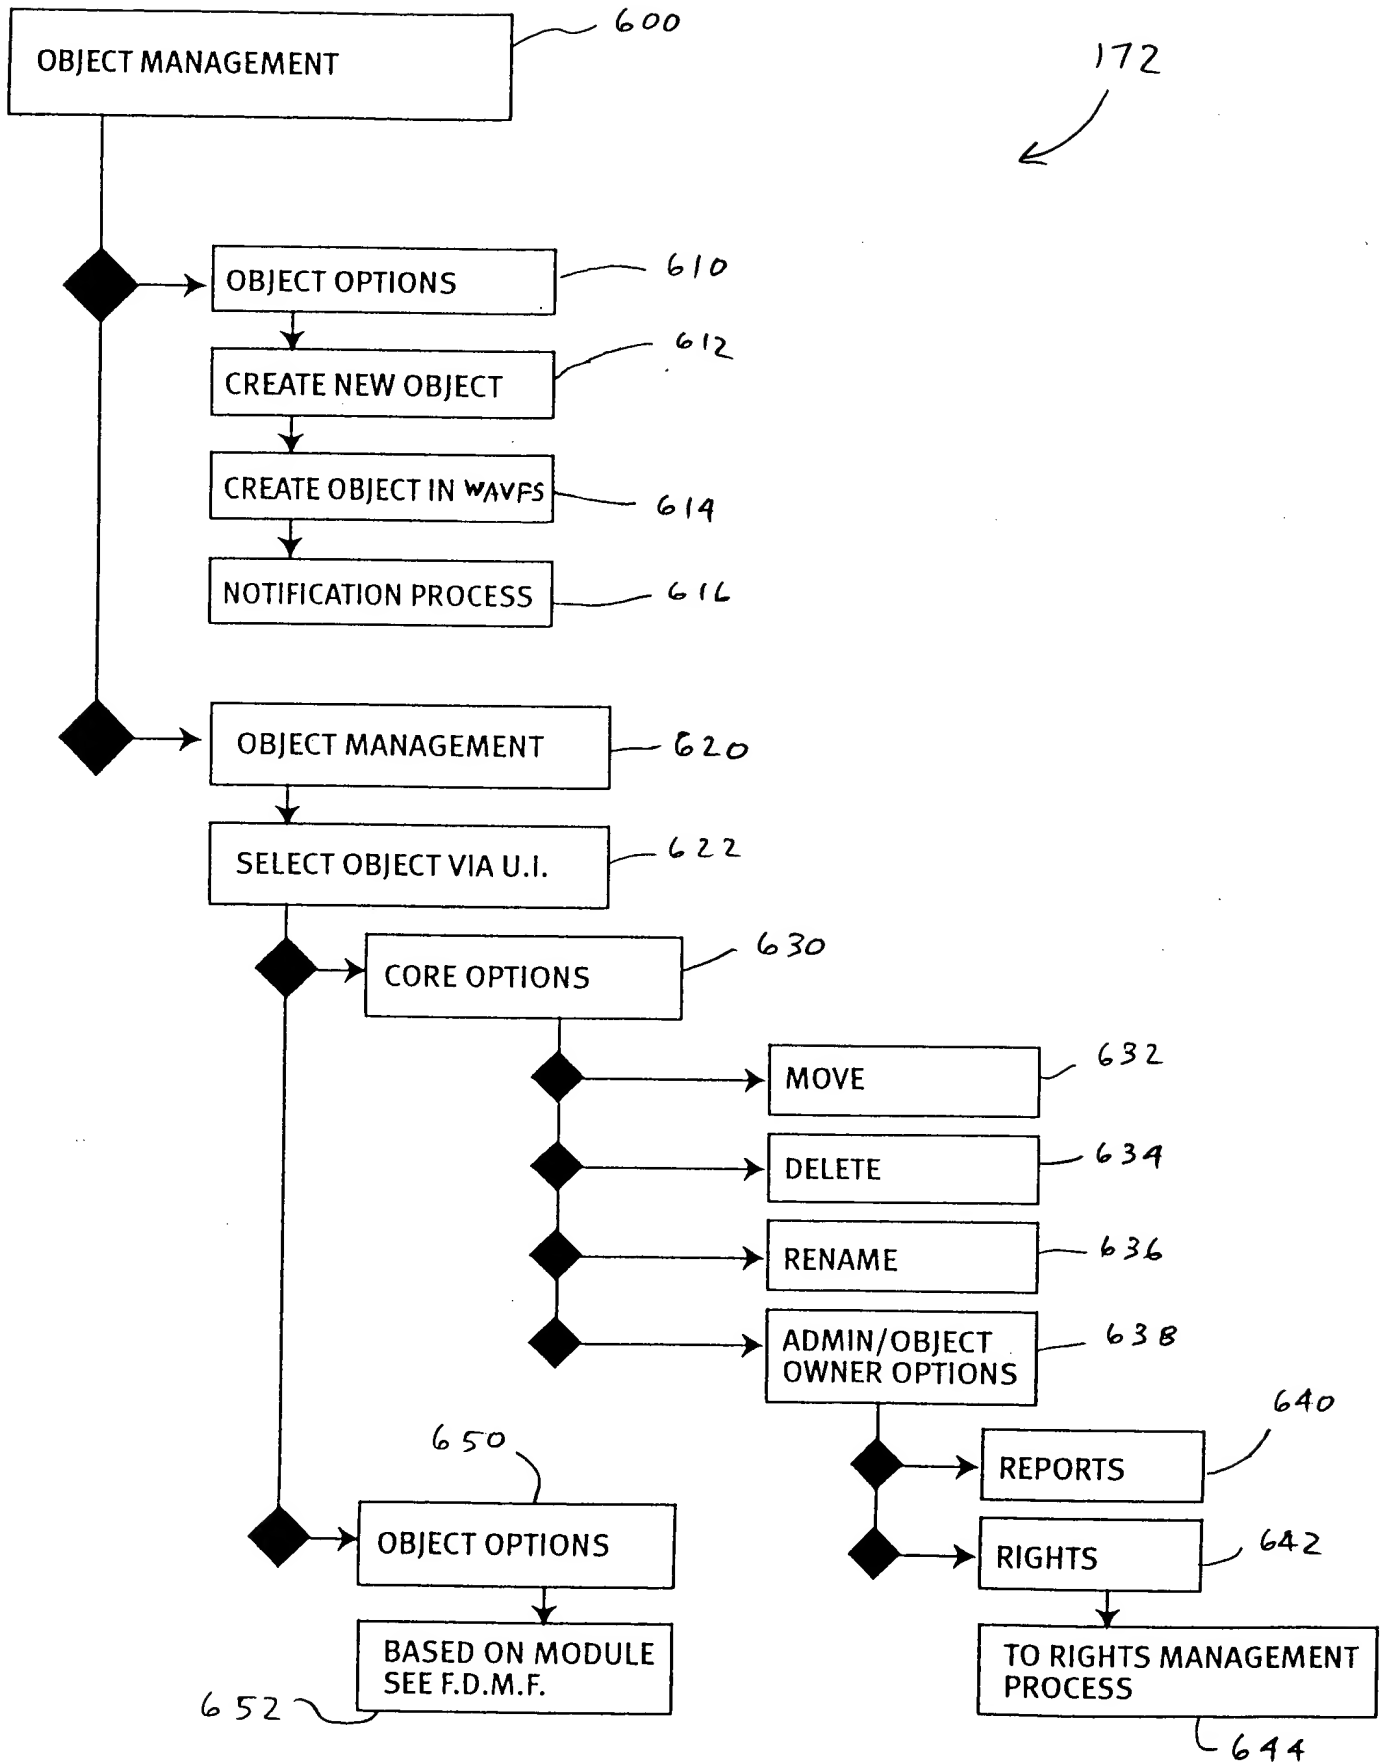 OBJECT MANAGEMENT
600
172
OBJECT OPTIONS
610
CREATE NEW OBJECT
612
CREATE OBJECT IN WAVFS
614
NOTIFICATION PROCESS
616
OBJECT MANAGEMENT
620
SELECT OBJECT VIA U.I.
622
CORE OPTIONS
630
MOVE
632
DELETE
634
RENAME
636
ADMIN/OBJECT
OWNER OPTIONS
638
REPORTS
640
RIGHTS
642
TO RIGHTS MANAGEMENT
PROCESS
644
650
OBJECT OPTIONS
BASED ON MODULE
SEE F.D.M.F.
652